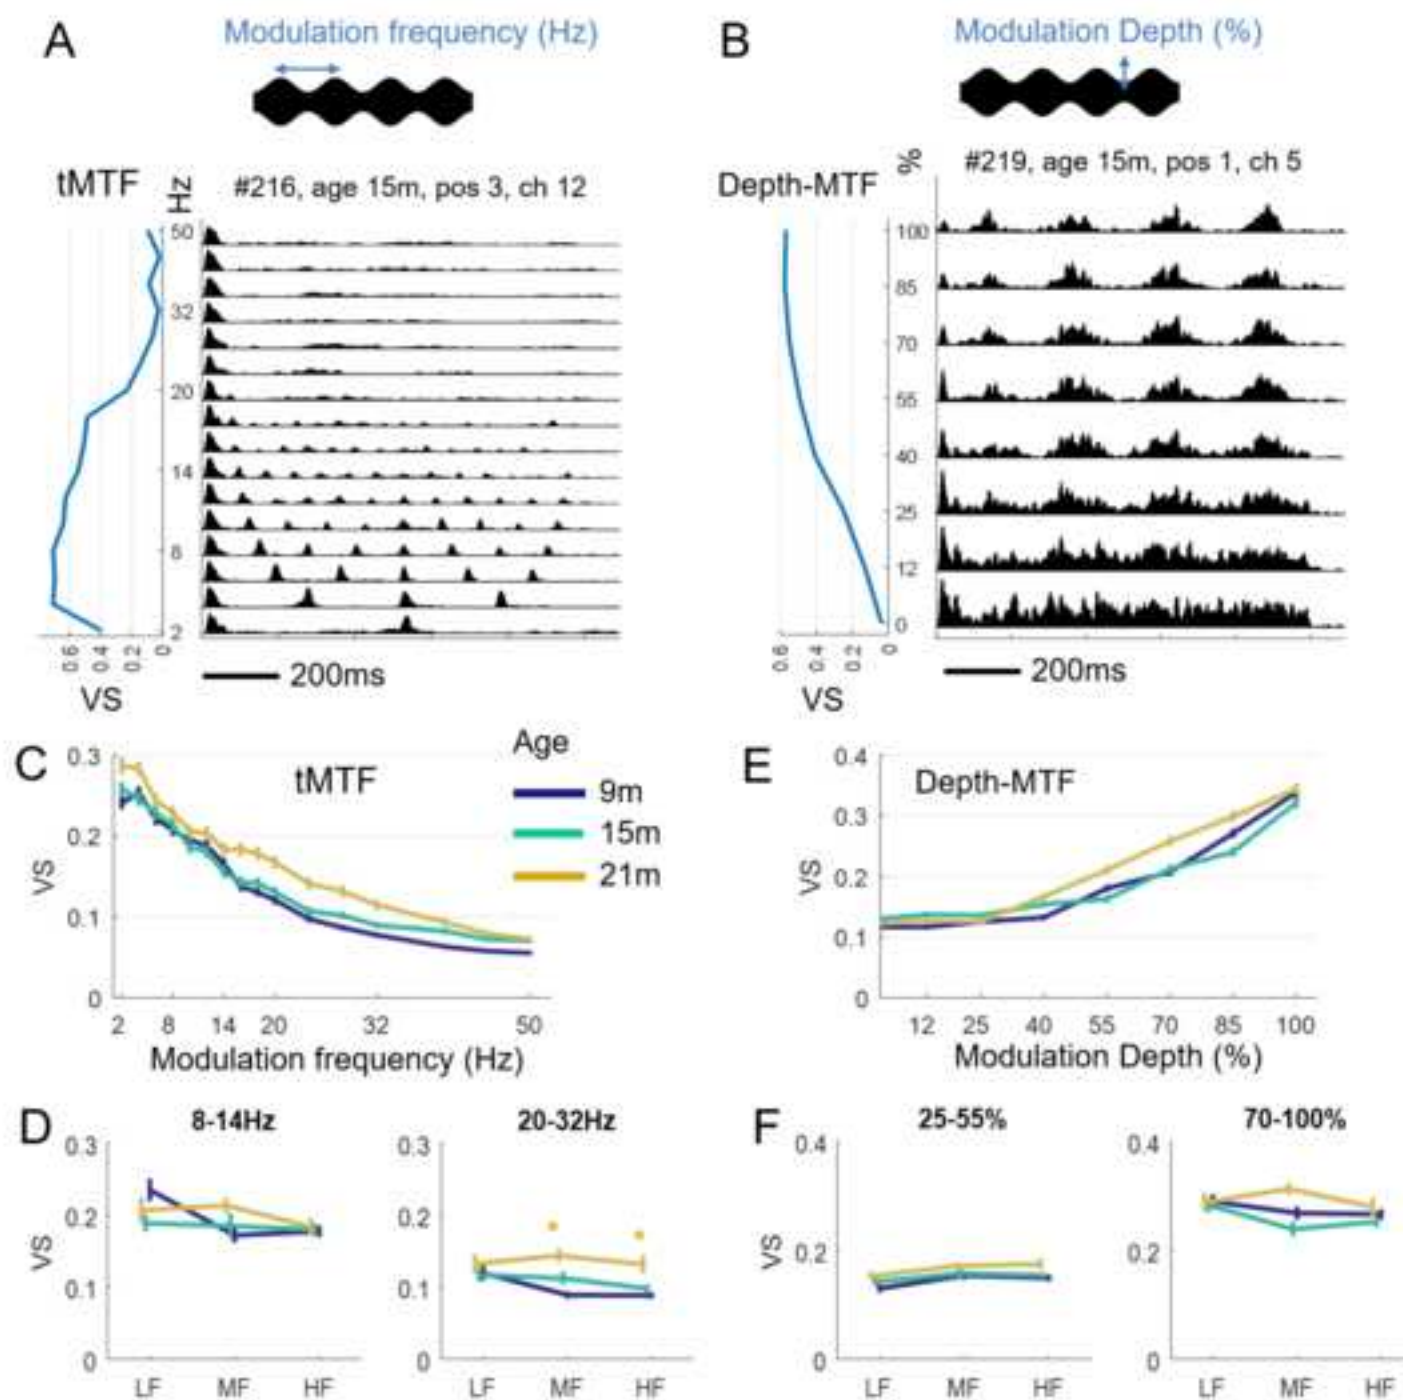 A
Modulation frequency (Hz)
tMTF
Hz
#216, age 15m, pos 3, ch 12
50
32
20
14
8
2
0.6
0.4
0.2
0
VS
200ms
B
Modulation Depth (%)
Depth-MTF
%
#219, age 15m, pos 1, ch 5
100
85
70
55
40
25
12
0
0.6
0.4
0.2
0
VS
200ms
C
tMTF
VS
0.3
0.2
0.1
0
2 8 14 20 32 50
Modulation frequency (Hz)
Age
9m
15m
21m
E
Depth-MTF
VS
0.4
0.3
0.2
0.1
0
12 25 40 55 70 85 100
Modulation Depth (%)
D
8-14Hz
VS
0.3
0.2
0.1
0
LF MF HF
20-32Hz
0.3
0.2
0.1
0
LF MF HF
F
25-55%
VS
0.4
0.2
0
LF MF HF
70-100%
0.4
0.2
0
LF MF HF